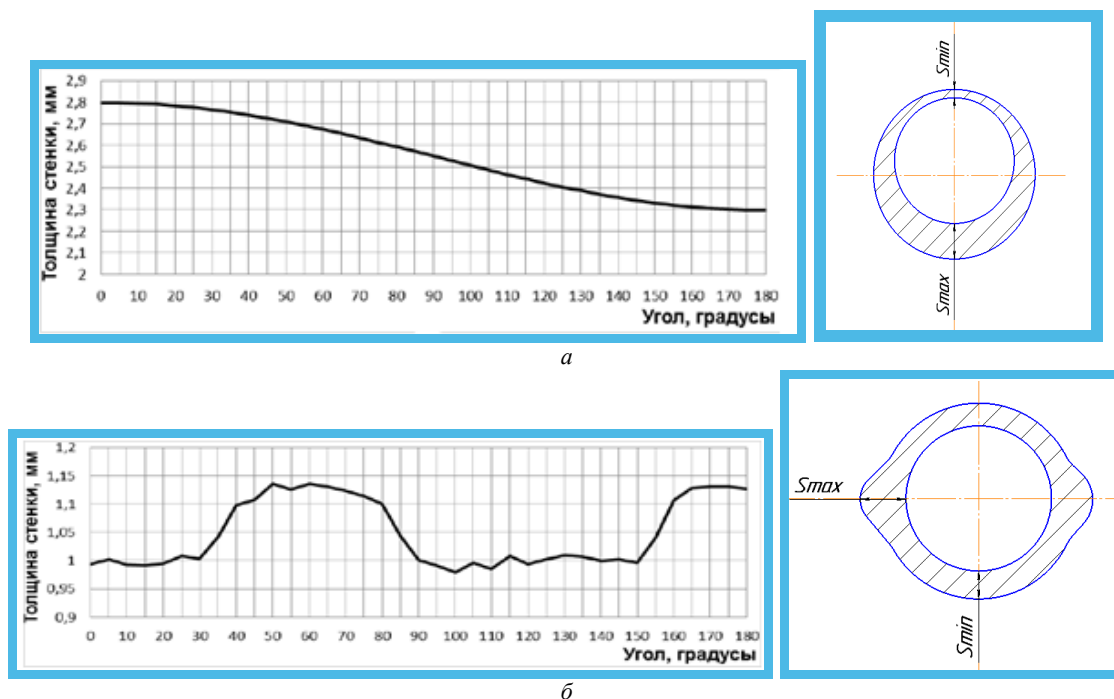 Толщина стенки, мм
2,9
2,8
2,7
2,6
2,5
2,4
2,3
2,2
2,1
2
0 10 20 30 40 50 60 70 80 90 100 110 120 130 140 150 160 170 180
Угол, градусы
Smin
Smax
а
Толщина стенки, мм
1,2
1,15
1,1
1,05
1
0,95
0,9
0 10 20 30 40 50 60 70 80 90 100 110 120 130 140 150 160 170 180
Угол, градусы
Smax
Smin
б